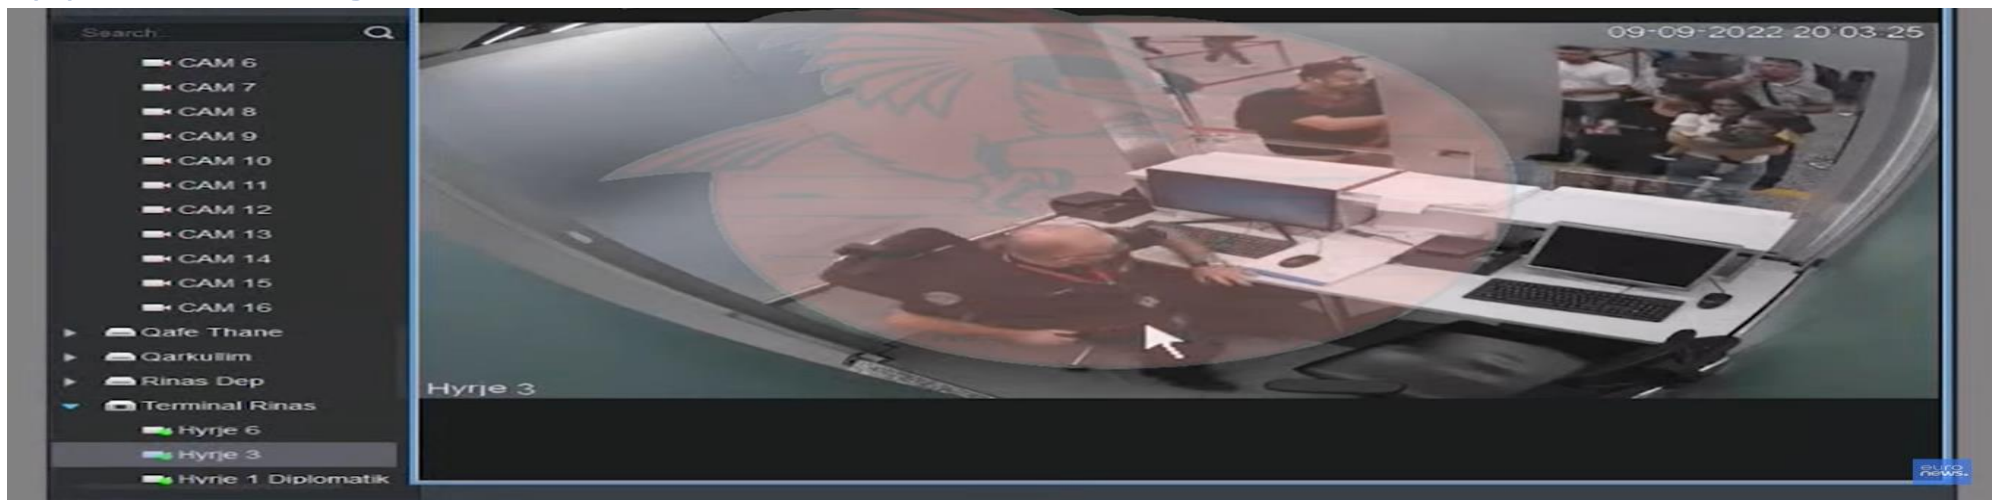 Search...
CAM 6
CAM 7
CAM 8
CAM 9
CAM 10
CAM 11
CAM 12
CAM 13
CAM 14
CAM 15
CAM 16
Qafe Thane
Qarkullim
Rinas Dep
Terminal Rinas
Hyrje 6
Hyrje 3
Hyrje 1 Diplomatik
09-09-2022 20:03:25
Hyrje 3
euro
news.